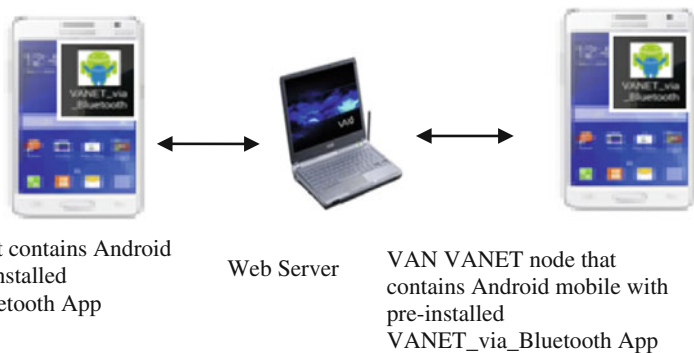 VANET_via
_Bluetooth
VANET_via
_Bluetooth
t contains Android
nstalled
etooth App
Web Server
VAN VANET node that
contains Android mobile with
pre-installed
VANET_via_Bluetooth App